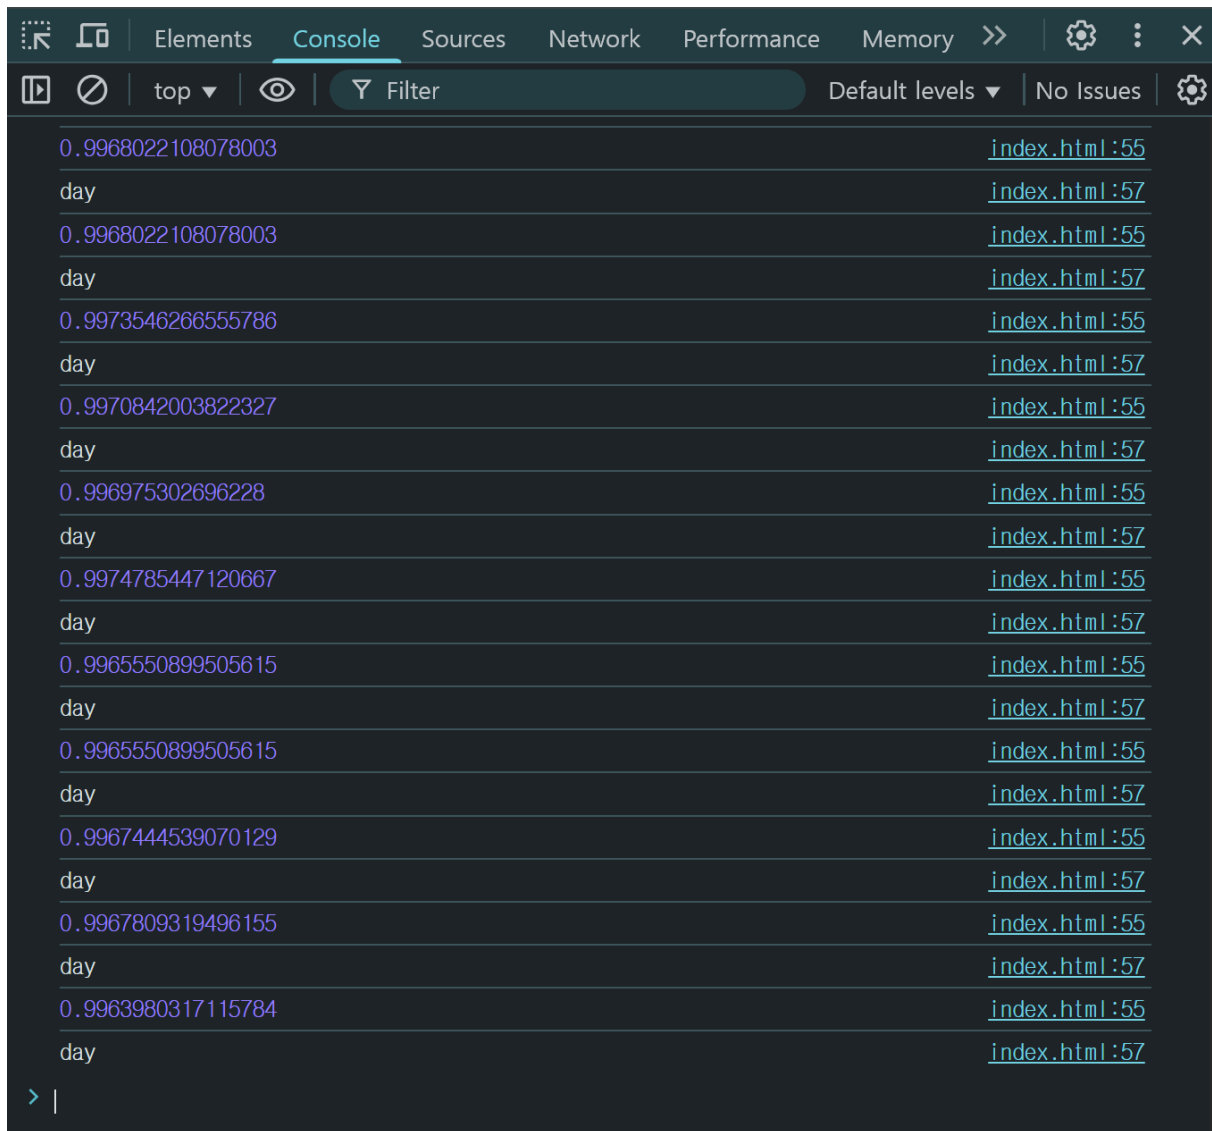 Elements Console Sources Network Performance Memory
top Filter Default levels No Issues
0.9968022108078003 index.html:55
day index.html:57
0.9968022108078003 index.html:55
day index.html:57
0.9973546266555786 index.html:55
day index.html:57
0.9970842003822327 index.html:55
day index.html:57
0.996975302696228 index.html:55
day index.html:57
0.9974785447120667 index.html:55
day index.html:57
0.9965550899505615 index.html:55
day index.html:57
0.9965550899505615 index.html:55
day index.html:57
0.9967444539070129 index.html:55
day index.html:57
0.9967809319496155 index.html:55
day index.html:57
0.9963980317115784 index.html:55
day index.html:57